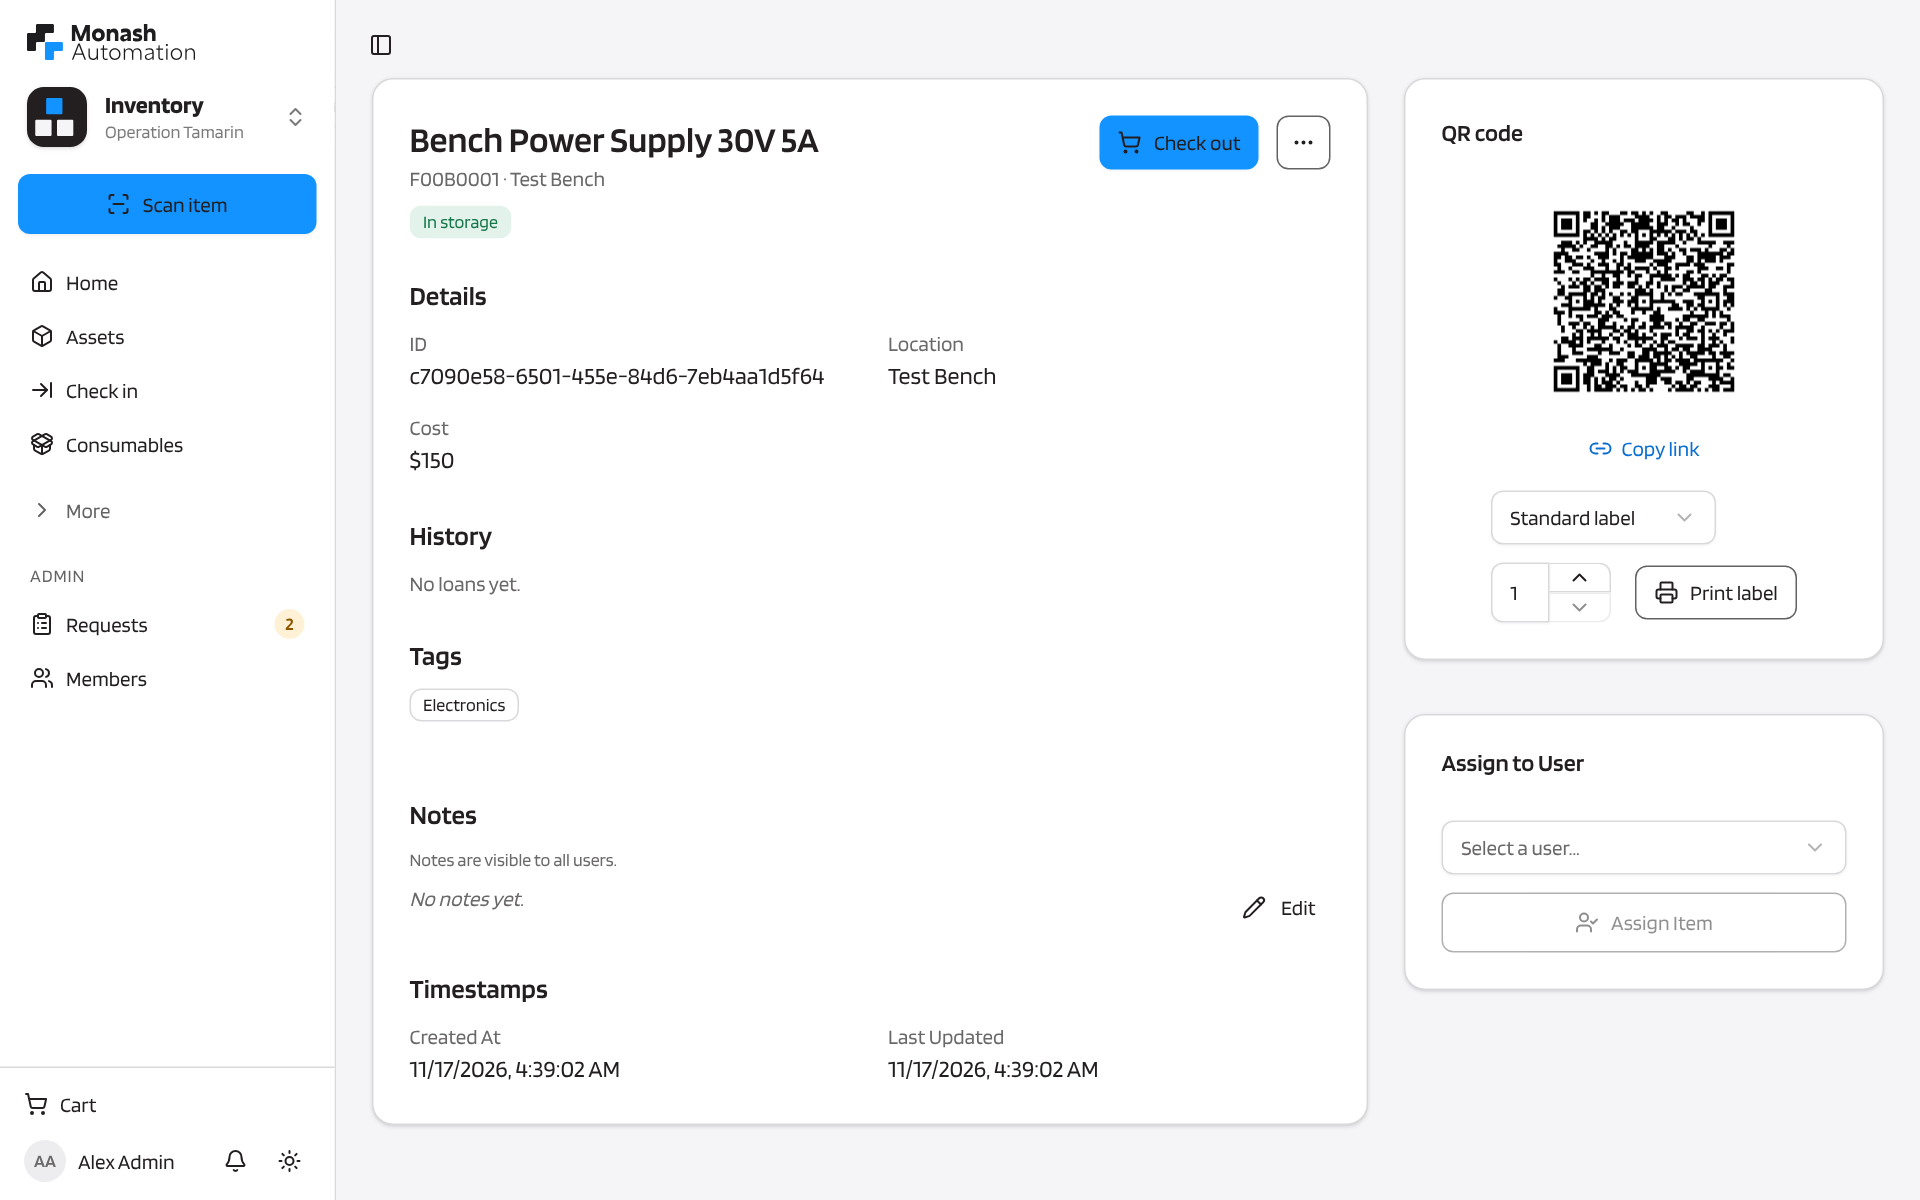 Monash
Automation
Inventory
Operation Tamarin
Scan item
Home
Assets
Check in
Consumables
More
ADMIN
Requests
2
Members
Cart
AA
Alex Admin
Bench Power Supply 30V 5A
F00B0001 · Test Bench
In storage
Check out
Details
ID
c7090e58-6501-455e-84d6-7eb4aa1d5f64
Location
Test Bench
Cost
$150
History
No loans yet.
Tags
Electronics
Notes
Notes are visible to all users.
No notes yet.
Edit
Timestamps
Created At
11/17/2026, 4:39:02 AM
Last Updated
11/17/2026, 4:39:02 AM
QR code
Copy link
Standard label
1
Print label
Assign to User
Select a user...
Assign Item